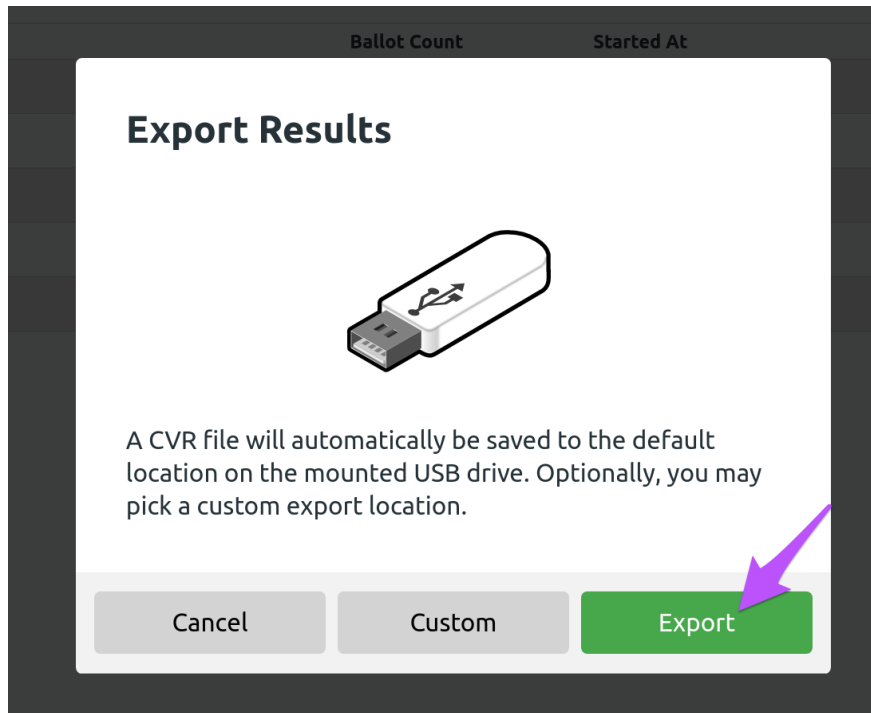 Ballot Count Started At
Export Results
A CVR file will automatically be saved to the default
location on the mounted USB drive. Optionally, you may
pick a custom export location.
Cancel Custom Export